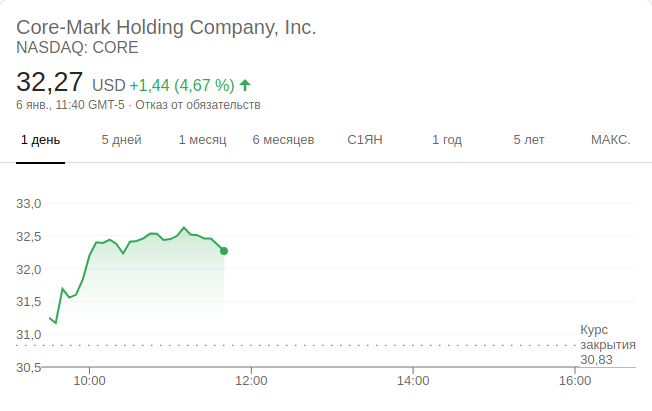 Core-Mark Holding Company, Inc.
NASDAQ: CORE
32,27 USD +1,44 (4,67 %)
6 янв., 11:40 GMT-5 · Отказ от обязательств
1 день 5 дней 1 месяц 6 месяцев С1ЯН 1 год 5 лет МАКС.
33,0
32,5
32,0
31,5
31,0
Курс
закрытия
30,83
30,5
10:00 12:00 14:00 16:00